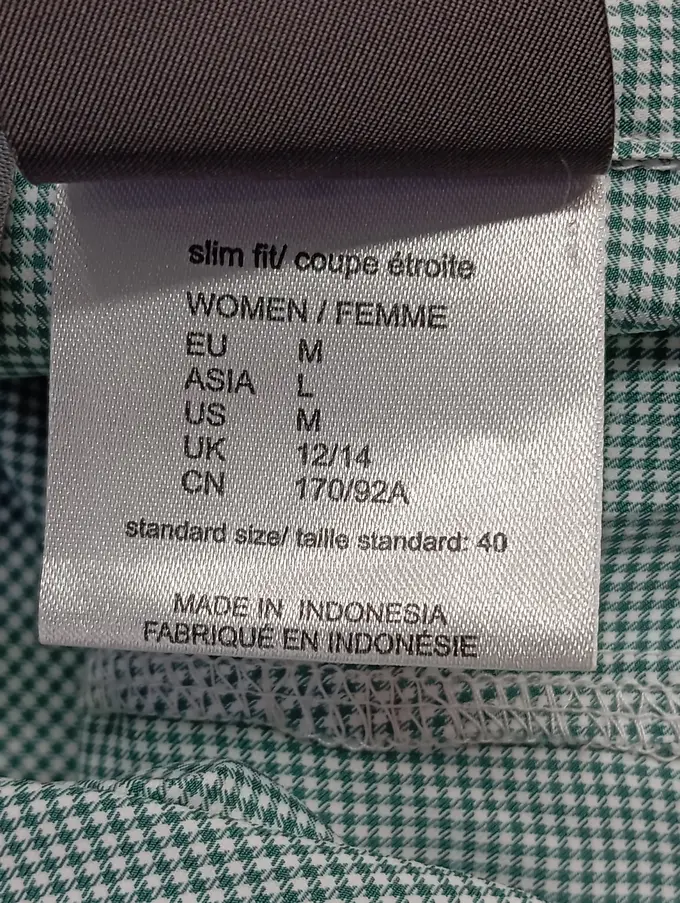 slim fit/ coupe étroite
WOMEN / FEMME
EU M
ASIA L
US M
UK 12/14
CN 170/92A
standard size/ taille standard: 40
MADE IN INDONESIA
FABRIQUÉ EN INDONÉSIE